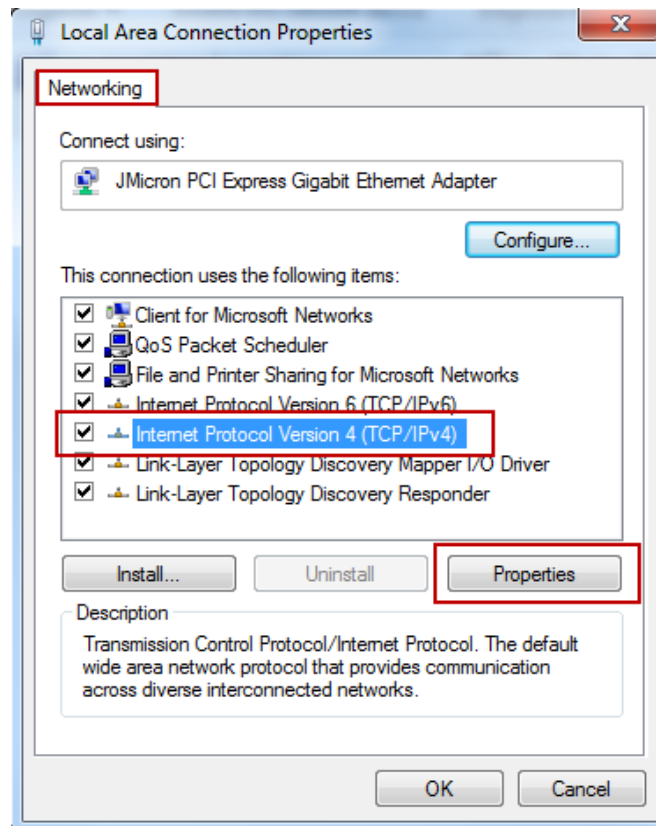 Local Area Connection Properties
Networking
Connect using:
JMicron PCI Express Gigabit Ethernet Adapter
Configure...
This connection uses the following items:
Client for Microsoft Networks
QoS Packet Scheduler
File and Printer Sharing for Microsoft Networks
Internet Protocol Version 6 (TCP/IPv6)
Internet Protocol Version 4 (TCP/IPv4)
Link-Layer Topology Discovery Mapper I/O Driver
Link-Layer Topology Discovery Responder
Install... Uninstall Properties
Description
Transmission Control Protocol/Internet Protocol. The default
wide area network protocol that provides communication
across diverse interconnected networks.
OK Cancel